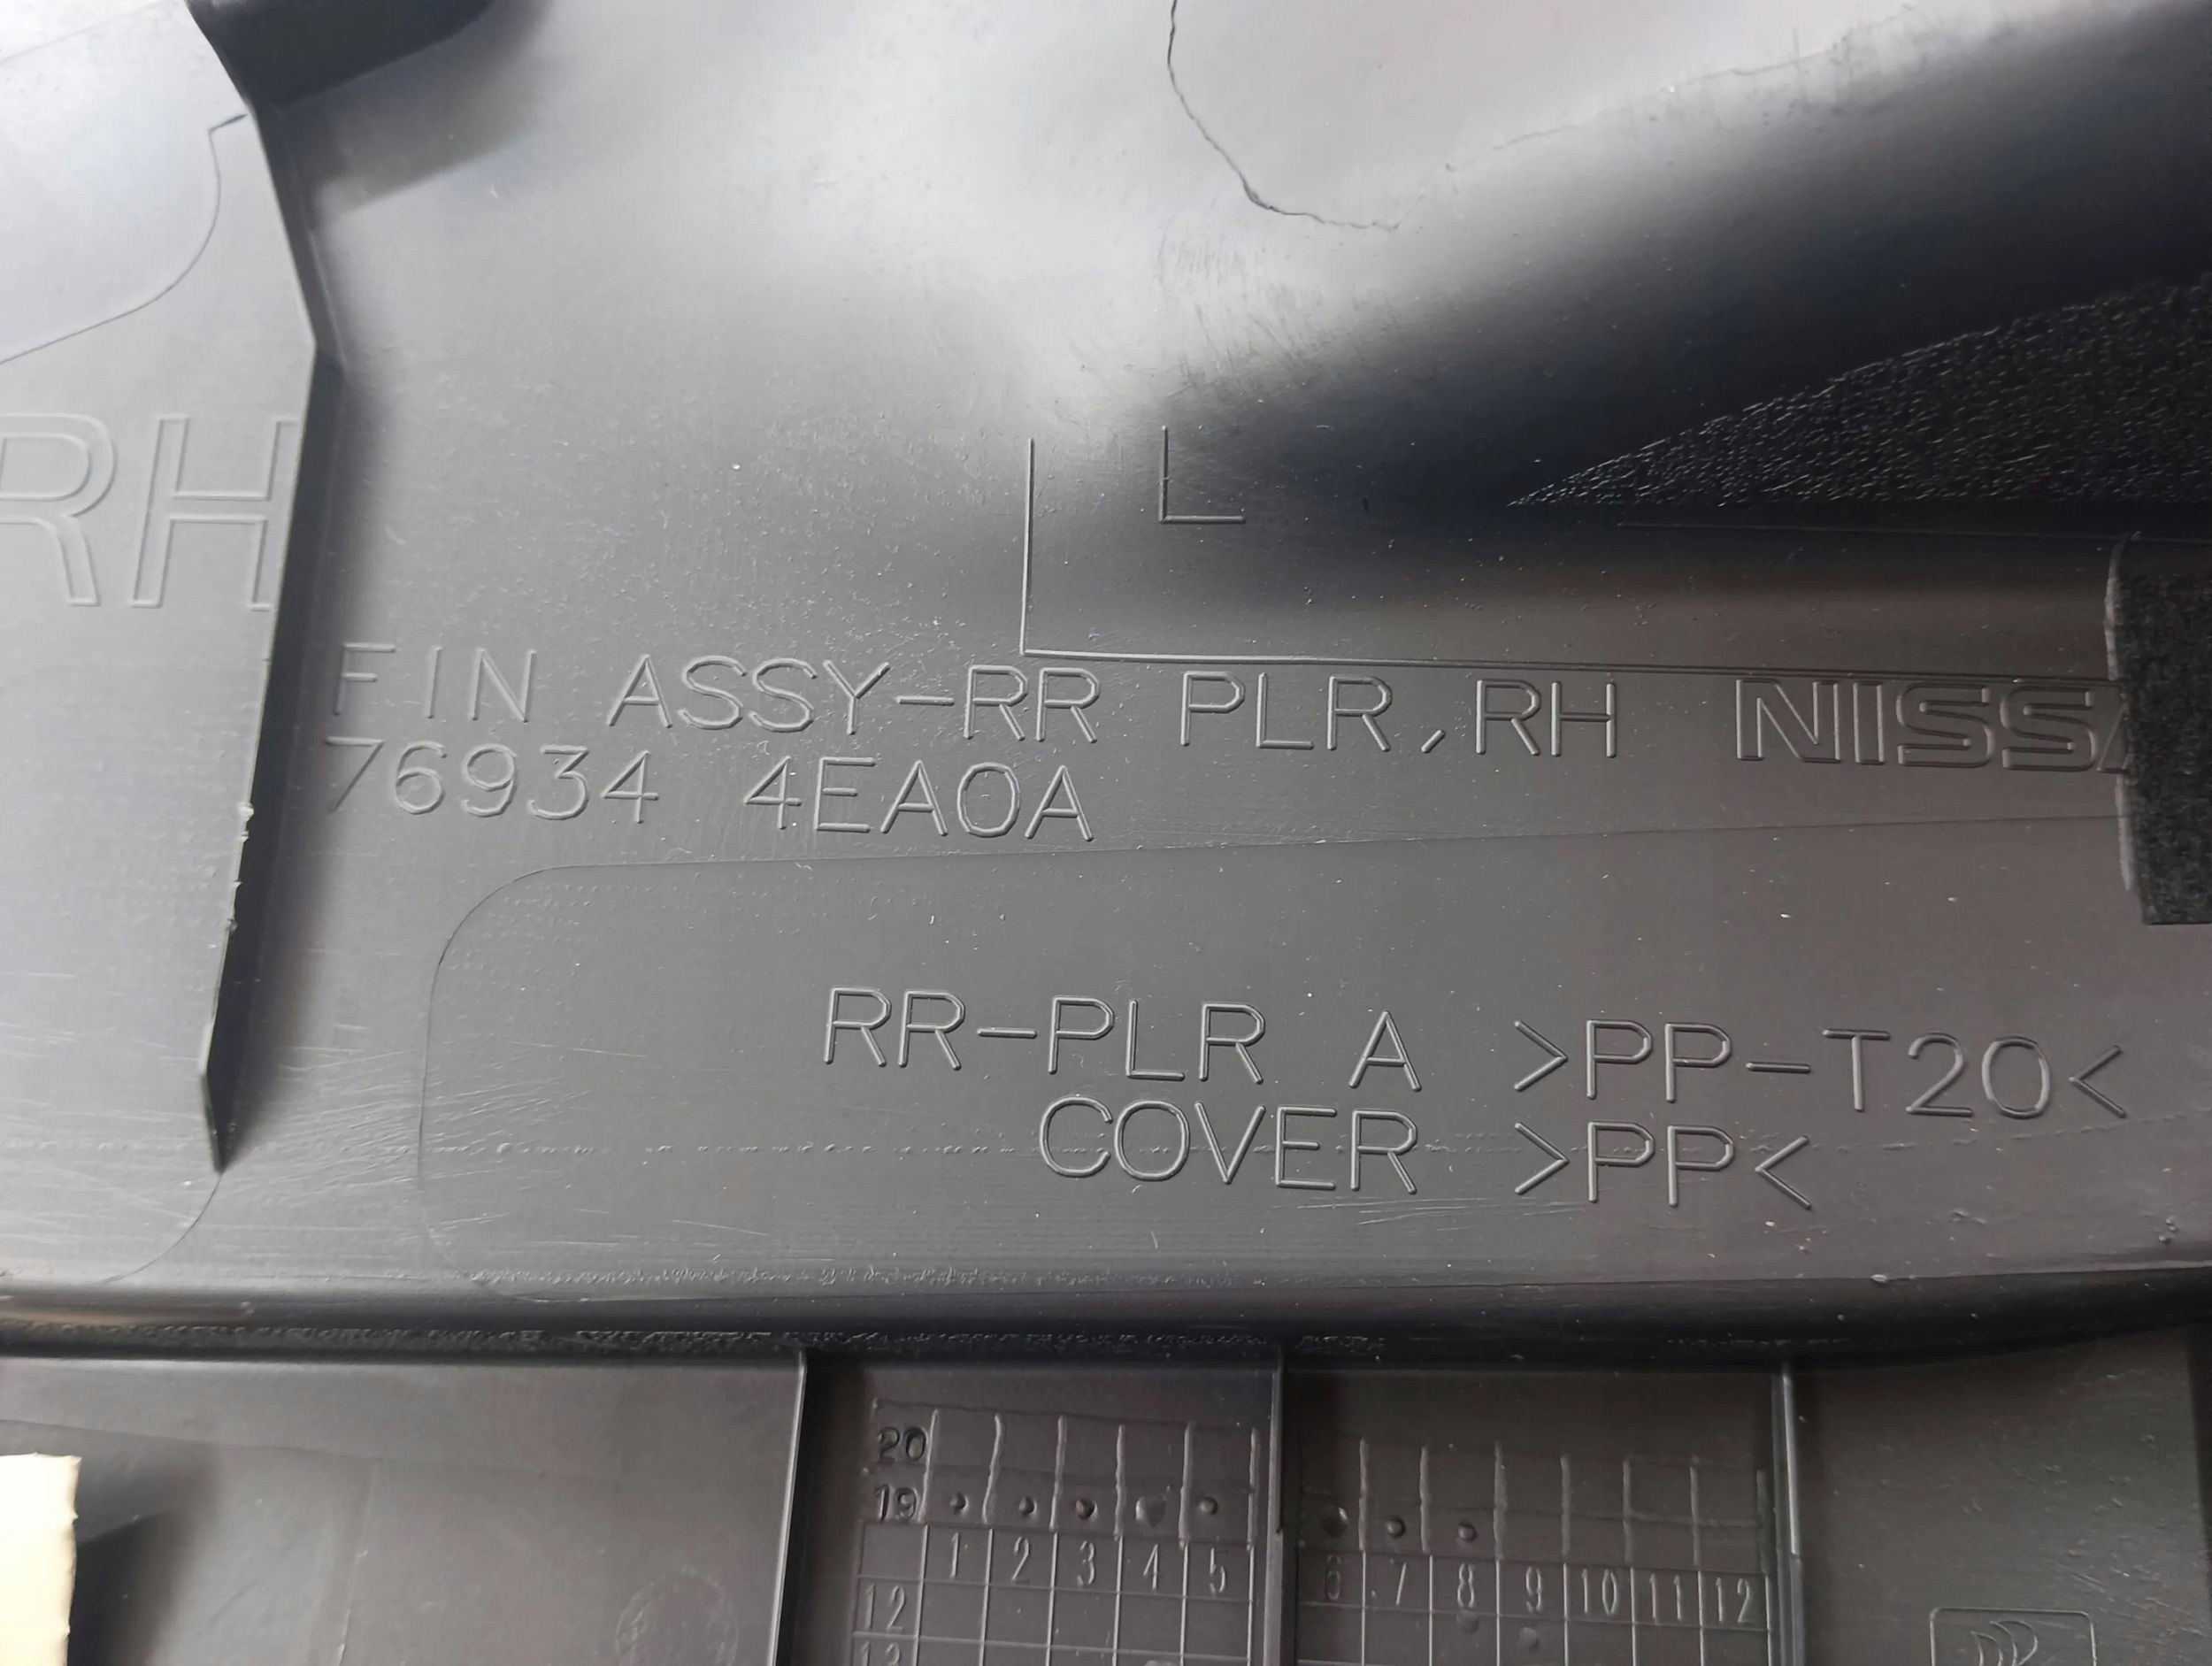 RH
L
FIN ASSY-RR PLR,RH NISSA
76934 4EA0A
RR-PLR A >PP-T20<
COVER >PP<
20
19
1 2 3 4 5 6 7 8 9 10 11 12
12
13